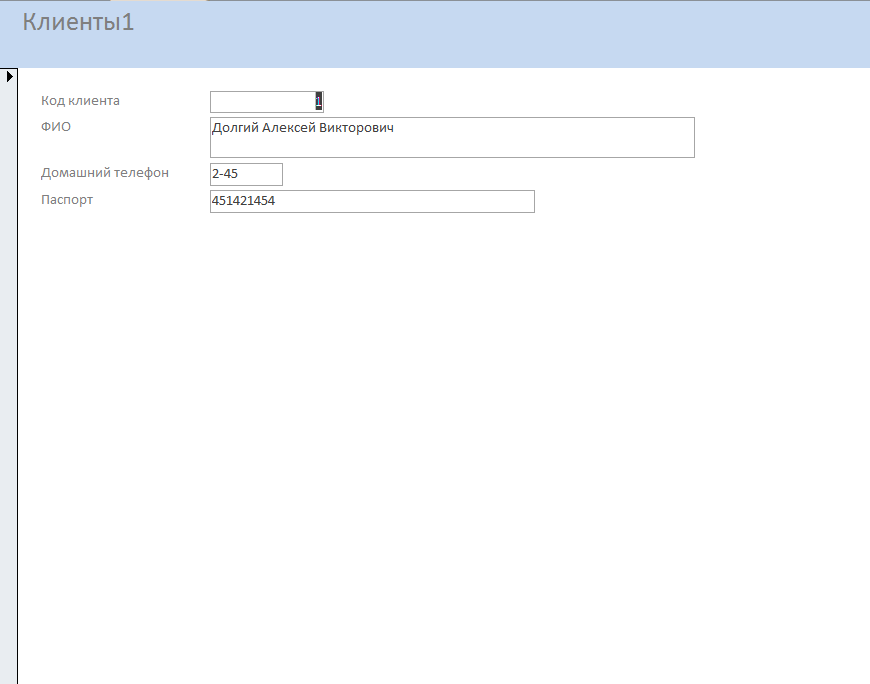 Клиенты1
Код клиента 1
ФИО Долгий Алексей Викторович
Домашний телефон 2-45
Паспорт 451421454